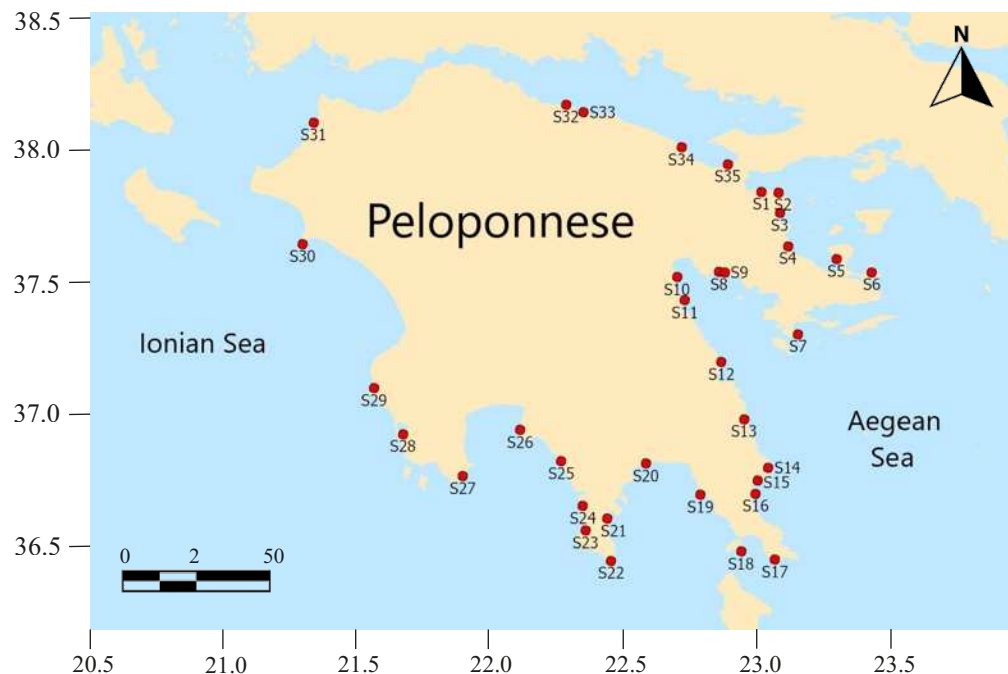 38.5
N
S32
S33
38.0
S31
S34
S35
S1
S2
S3
Peloponnese
S4
S5
S6
S30
37.5
S8
S9
S10
S11
Ionian Sea
S7
S12
S29
37.0
S13
Aegean
Sea
S28
S26
S27
S25
S20
S14
S15
S16
S19
S24
S21
S23
36.5
0 2 50
S22
S18
S17
20.5 21.0 21.5 22.0 22.5 23.0 23.5